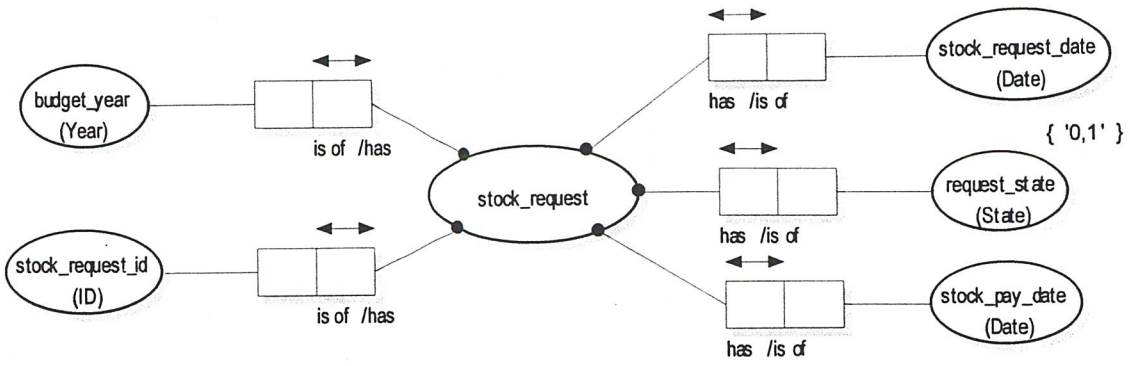 budget_year
(Year)
is of /has
stock_request_id
(ID)
is of /has
stock_request
has /is of
stock_request_date
(Date)
{ '0,1' }
has /is of
request_state
(State)
has /is of
stock_pay_date
(Date)